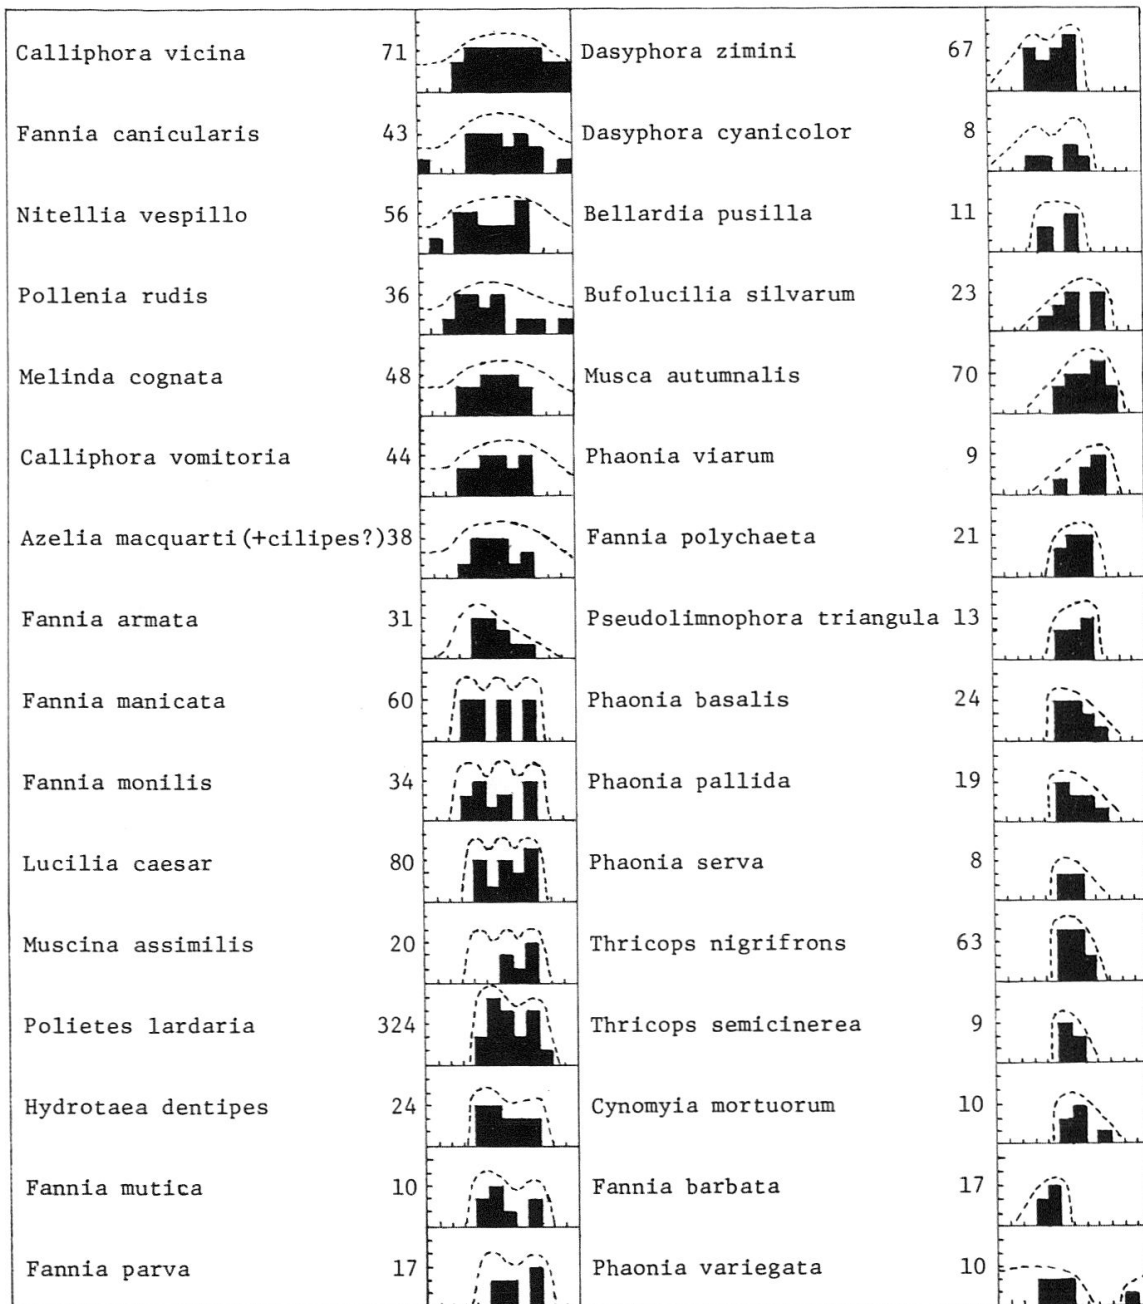 Calliphora vicina 71
Fannia canicularis 43
Nitellia vespillo 56
Pollenia rudis 36
Melinda cognata 48
Calliphora vomitoria 44
Azelia macquarti(+cilipes?)38
Fannia armata 31
Fannia manicata 60
Fannia monilis 34
Lucilia caesar 80
Muscina assimilis 20
Polietes lardaria 324
Hydrotaea dentipes 24
Fannia mutica 10
Fannia parva 17
Dasyphora zimini 67
Dasyphora cyanicolor 8
Bellardia pusilla 11
Bufolucilia silvarum 23
Musca autumnalis 70
Phaonia viarum 9
Fannia polychaeta 21
Pseudolimnophora triangula 13
Phaonia basalis 24
Phaonia pallida 19
Phaonia serva 8
Thricops nigrifrons 63
Thricops semicinerea 9
Cynomyia mortuorum 10
Fannia barbata 17
Phaonia variegata 10